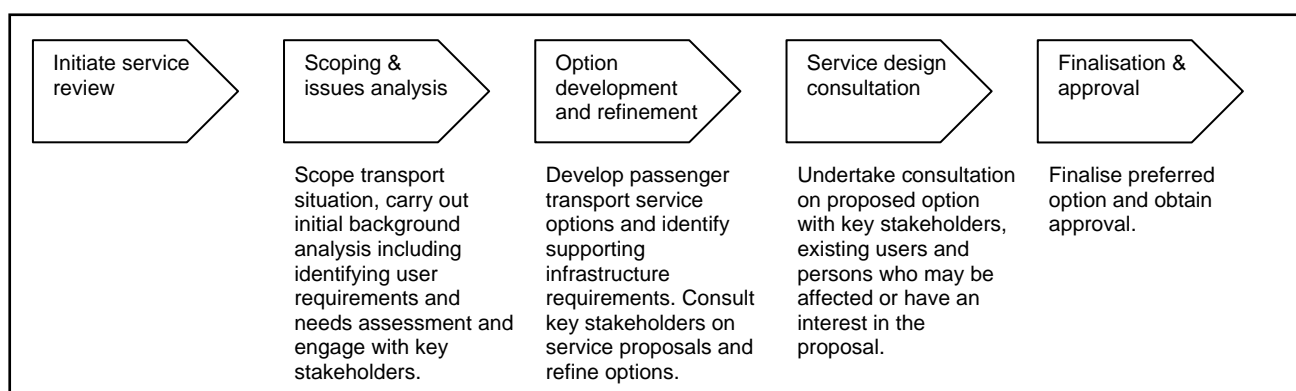 Initiate service
review
Scoping &
issues analysis
Option
development
and refinement
Service design
consultation
Finalisation &
approval
Scope transport
situation, carry out
initial background
analysis including
identifying user
requirements and
needs assessment and
engage with key
stakeholders.
Develop passenger
transport service
options and identify
supporting
infrastructure
requirements. Consult
key stakeholders on
service proposals and
refine options.
Undertake consultation
on proposed option
with key stakeholders,
existing users and
persons who may be
affected or have an
interest in the
proposal.
Finalise preferred
option and obtain
approval.